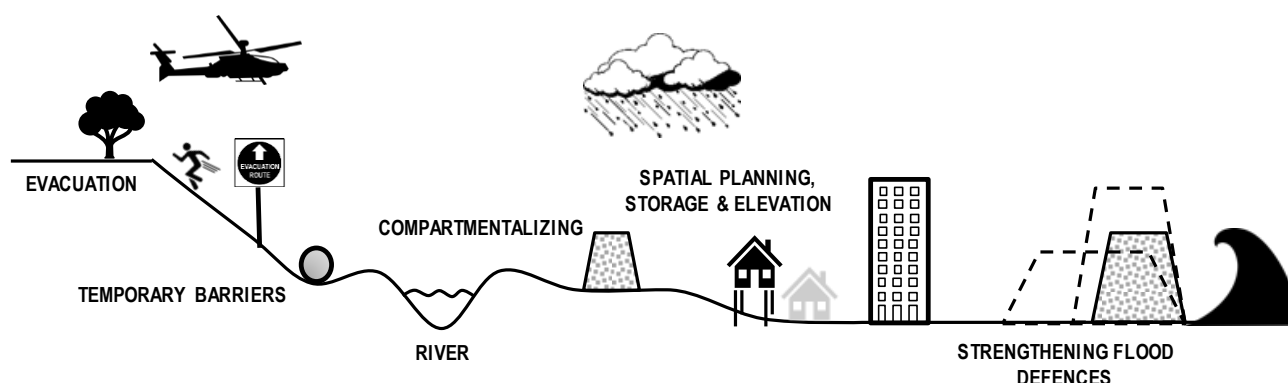 EVACUATION
EVACUATION
ROUTE
TEMPORARY BARRIERS
COMPARTMENTALIZING
RIVER
SPATIAL PLANNING,
STORAGE & ELEVATION
STRENGTHENING FLOOD
DEFENCES